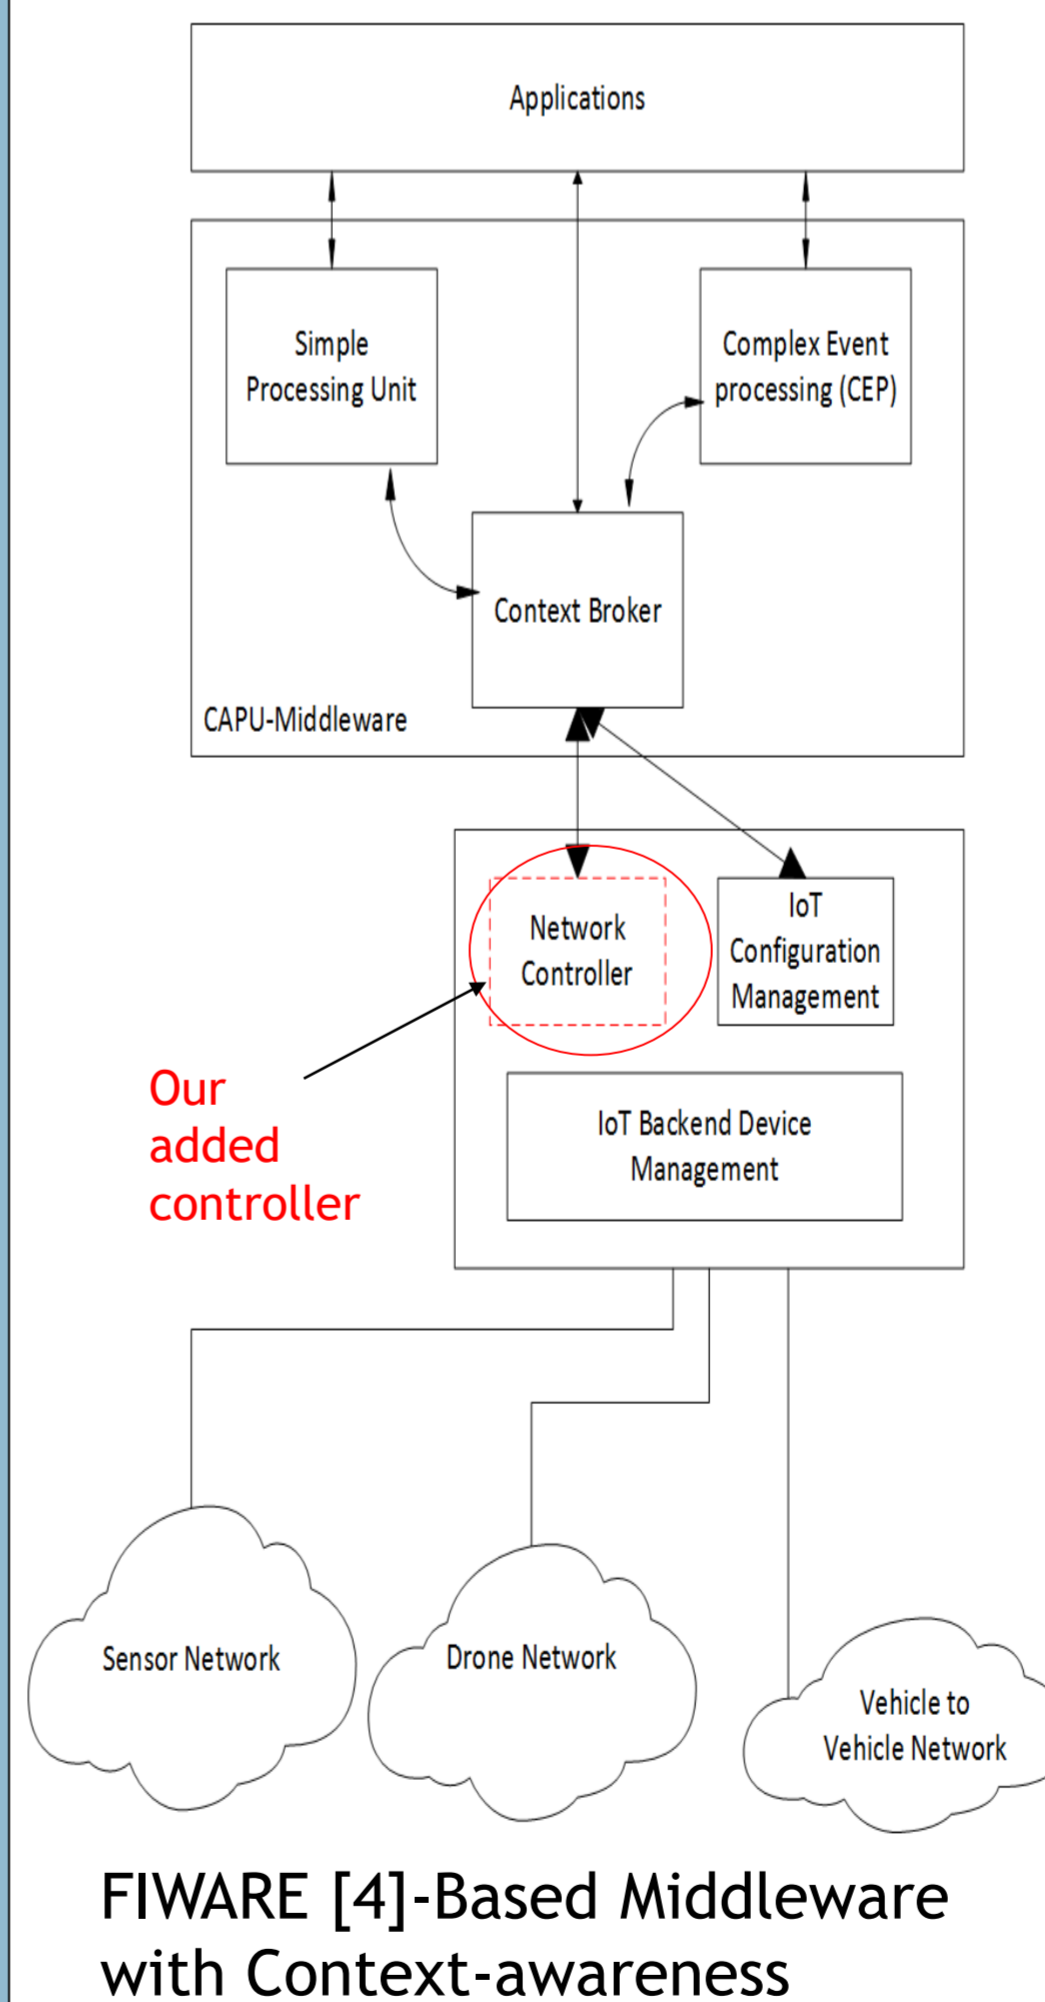 Applications
Simple
Processing Unit
Complex Event
processing (CEP)
Context Broker
CAPU-Middleware
Network
Controller
IoT
Configuration
Management
Our
added
controller
IoT Backend Device
Management
Sensor Network
Drone Network
Vehicle to
Vehicle Network
FIWARE [4]-Based Middleware
with Context-awareness